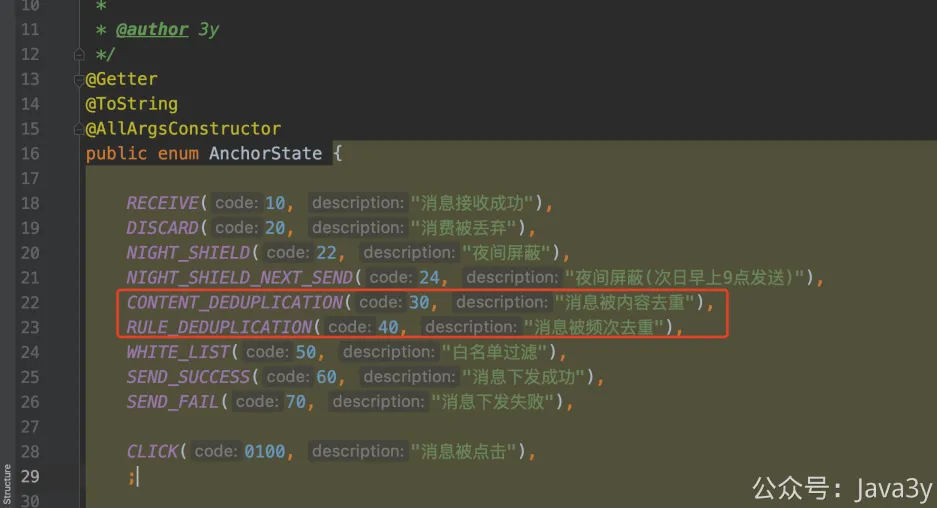 10 *
11 * @author 3y
12 */
13 @Getter
14 @ToString
15 @AllArgsConstructor
16 public enum AnchorState {
17
18 RECEIVE( code: 10, description: "消息接收成功"),
19 DISCARD( code: 20, description: "消费被丢弃"),
20 NIGHT_SHIELD( code: 22, description: "夜间屏蔽"),
21 NIGHT_SHIELD_NEXT_SEND( code: 24, description: "夜间屏蔽(次日早上9点发送)"),
22 CONTENT_DEDUPLICATION( code: 30, description: "消息被内容去重"),
23 RULE_DEDUPLICATION( code: 40, description: "消息被频次去重"),
24 WHITE_LIST( code: 50, description: "白名单过滤"),
25 SEND_SUCCESS( code: 60, description: "消息下发成功"),
26 SEND_FAIL( code: 70, description: "消息下发失败"),
27
28 CLICK( code: 0100, description: "消息被点击"),
29 ;
30
Structure
公众号：Java3y